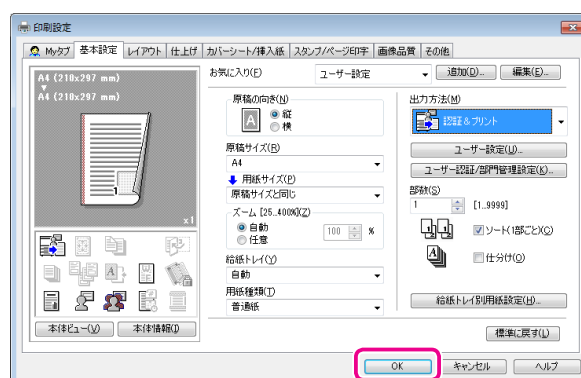 印刷設定
Myタブ 基本設定 レイアウト 仕上げ カバーシート/挿入紙 スタンプ/ページ印字 画像品質 その他
A4 (210x297 mm)
A4 (210x297 mm)
1
x1
本体ビュー(V) 本体情報(I)
お気に入り(F) ユーザー設定 追加(D)... 編集(E)...
原稿の向き(N)
A 縦
横
原稿サイズ(R)
A4
用紙サイズ(P)
原稿サイズと同じ
ズーム [25..400%](Z)
自動
任意
100 %
給紙トレイ(Y)
自動
用紙種類(T)
普通紙
出力方法(M)
認証&プリント
ユーザー設定(U)...
ユーザー認証/部門管理設定(K)...
部数(S)
1 [1..9999]
ソート(1部ごと)(C)
仕分け(O)
給紙トレイ別用紙設定(H)...
標準に戻す(L)
OK キャンセル ヘルプ